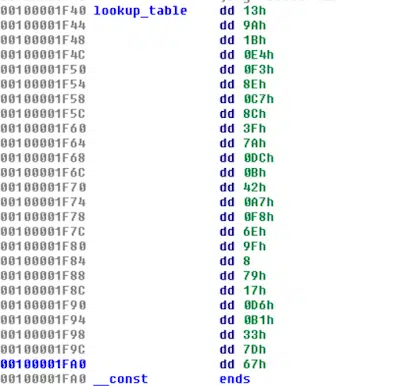 00100001F40 lookup_table dd 13h
00100001F44 dd 9Ah
00100001F48 dd 1Bh
00100001F4C dd 0E4h
00100001F50 dd 0F3h
00100001F54 dd 8Eh
00100001F58 dd 0C7h
00100001F5C dd 8Ch
00100001F60 dd 3Fh
00100001F64 dd 7Ah
00100001F68 dd 0DCh
00100001F6C dd 0Bh
00100001F70 dd 42h
00100001F74 dd 0A7h
00100001F78 dd 0F8h
00100001F7C dd 6Eh
00100001F80 dd 9Fh
00100001F84 dd 8
00100001F88 dd 79h
00100001F8C dd 17h
00100001F90 dd 0D6h
00100001F94 dd 0B1h
00100001F98 dd 33h
00100001F9C dd 7Dh
00100001FA0 dd 67h
00100001FA0 __const ends